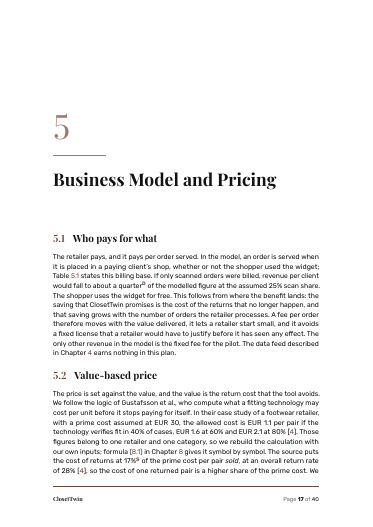 5
Business Model and Pricing
5.1 Who pays for what
The retailer pays, and it pays per order served. In the model, an order is served when
it is placed in a paying client's shop, whether or not the shopper used the widget;
Table 5.1 states this billing base. If only scanned orders were billed, revenue per client
would fall to about a quarter of the modelled figure at the assumed 25% scan share.
The shopper uses the widget for free. This follows from where the benefit lands: the
saving that ClosetTwin promises is the cost of the returns that no longer happen, and
that saving grows with the number of orders the retailer processes. A fee per order
therefore moves with the value delivered, it lets a retailer start small, and it avoids
a fixed license that a retailer would have to justify before it has seen any effect. The
only other revenue in the model is the fixed fee for the pilot. The data feed described
in Chapter 4 earns nothing in this plan.
5.2 Value-based price
The price is set against the value, and the value is the return cost that the tool avoids.
We follow the logic of Gustafsson et al., who compute what a fitting technology may
cost per unit before it stops paying for itself. In their case study of a footwear retailer,
with a prime cost assumed at EUR 30, the allowed cost is EUR 1.1 per pair if the
technology verifies fit in 40% of cases, EUR 1.6 at 60% and EUR 2.1 at 80% [4]. Those
figures belong to one retailer and one category, so we rebuild the calculation with
our own inputs; formula (8.1) in Chapter 8 gives it symbol by symbol. The source puts
the cost of returns at 17% of the prime cost per pair sold, at an overall return rate
of 28% [4], so the cost of one returned pair is a higher share of the prime cost. We
ClosetTwin
Page 17 of 40